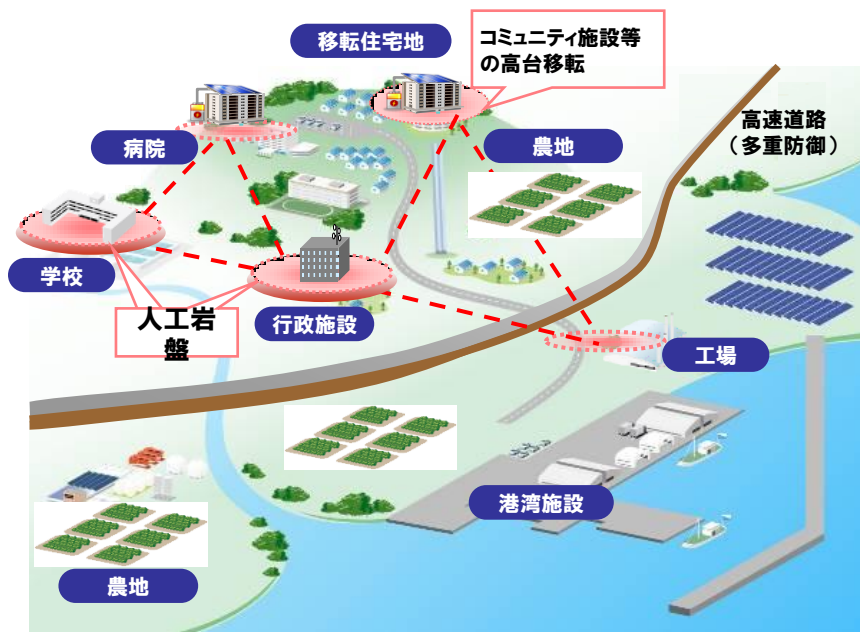 移転住宅地
コミュニティ施設等
の高台移転
高速道路
（多重防御）
病院
農地
学校
人工岩
盤
行政施設
工場
港湾施設
農地